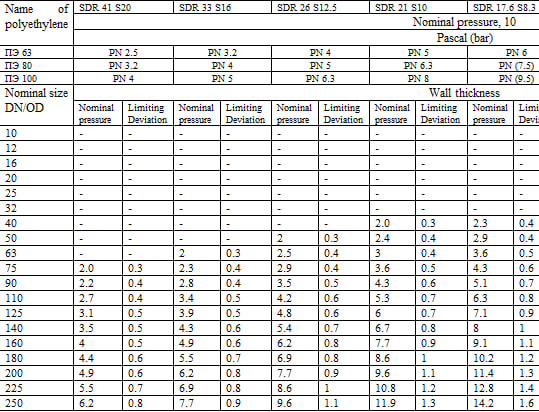 Name of polyethylene SDR 41 S20 SDR 33 S16 SDR 26 S12.5 SDR 21 S10 SDR 17.6 S8.3
Nominal pressure, 10
Pascal (bar)
ПЭ 63 PN 2.5 PN 3.2 PN 4 PN 5 PN 6
ПЭ 80 PN 3.2 PN 4 PN 5 PN 6.3 PN (7.5)
ПЭ 100 PN 4 PN 5 PN 6.3 PN 8 PN (9.5)
Nominal size DN/OD Wall thickness
Nominal pressure Limiting Deviation Nominal pressure Limiting Deviation Nominal pressure Limiting Deviation Nominal pressure Limiting Deviation Nominal pressure
10 - - - - - - - - - -
12 - - - - - - - - - -
16 - - - - - - - - - -
20 - - - - - - - - - -
25 - - - - - - - - - -
32 - - - - - - - - - -
40 - - - - - - 2.0 0.3 2.3 0.4
50 - - - - 2 0.3 2.4 0.4 2.9 0.4
63 - - 2 0.3 2.5 0.4 3 0.4 3.6 0.5
75 2.0 0.3 2.3 0.4 2.9 0.4 3.6 0.5 4.3 0.6
90 2.2 0.4 2.8 0.4 3.5 0.5 4.3 0.6 5.1 0.7
110 2.7 0.4 3.4 0.5 4.2 0.6 5.3 0.7 6.3 0.8
125 3.1 0.5 3.9 0.5 4.8 0.6 6 0.7 7.1 0.9
140 3.5 0.5 4.3 0.6 5.4 0.7 6.7 0.8 8 1
160 4 0.5 4.9 0.6 6.2 0.8 7.7 0.9 9.1 1.1
180 4.4 0.6 5.5 0.7 6.9 0.8 8.6 1 10.2 1.2
200 4.9 0.6 6.2 0.8 7.7 0.9 9.6 1.1 11.4 1.3
225 5.5 0.7 6.9 0.8 8.6 1 10.8 1.2 12.8 1.4
250 6.2 0.8 7.7 0.9 9.6 1.1 11.9 1.3 14.2 1.6